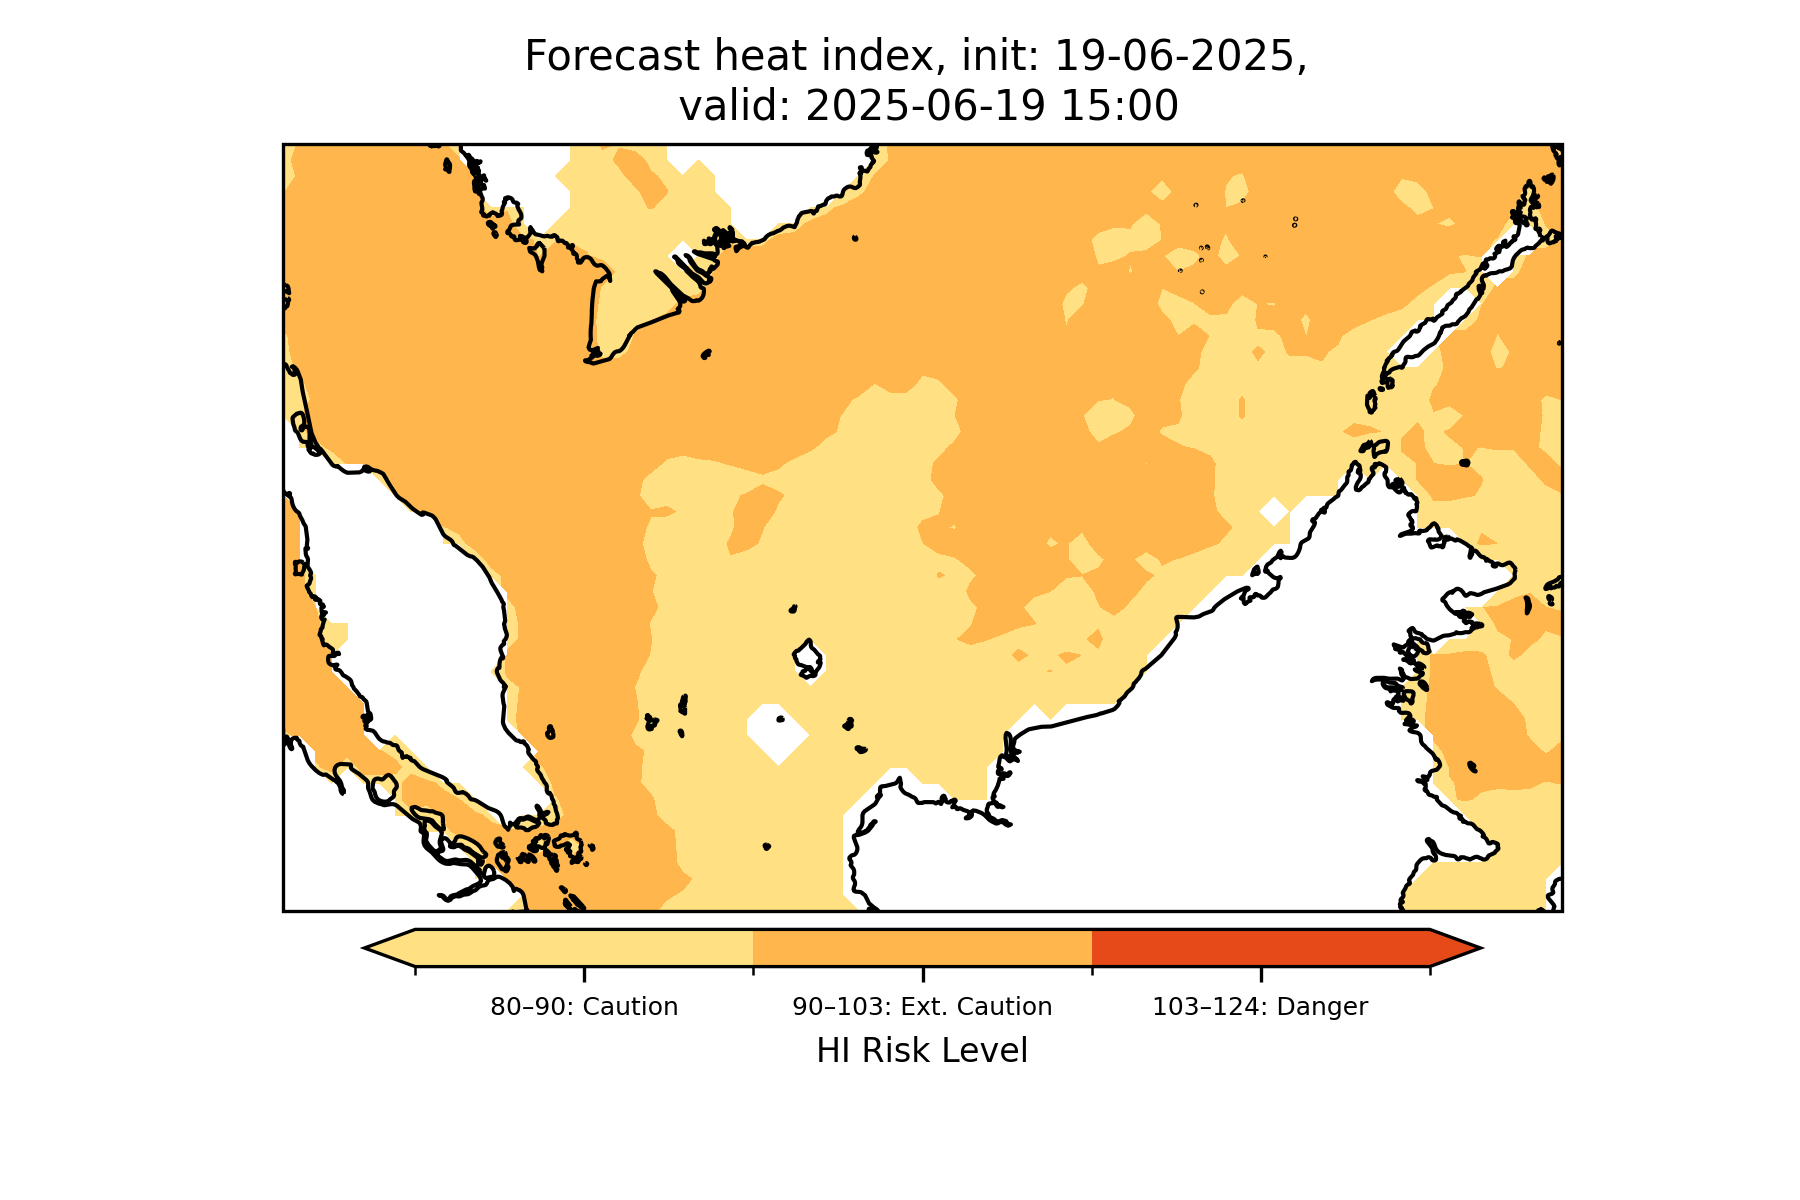 Forecast heat index, init: 19-06-2025,
valid: 2025-06-19 15:00
80–90: Caution
90–103: Ext. Caution
103–124: Danger
HI Risk Level